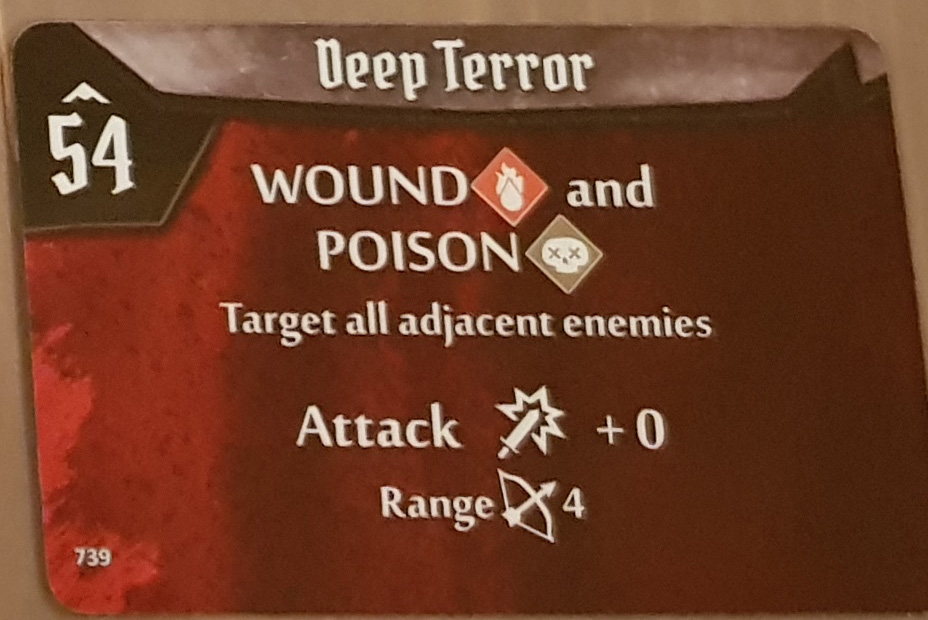 Deep Terror
54
WOUND and
POISON
Target all adjacent enemies
Attack +0
Range 4
739